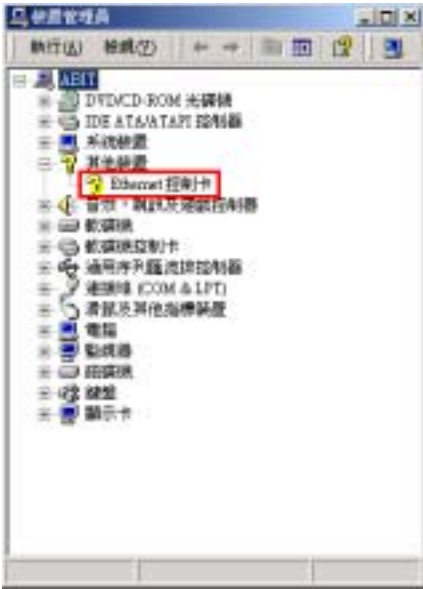 裝置管理員
執行(A) 檢視(V)
ABIT
DVD/CD-ROM 光碟機
IDE ATA/ATAPI 控制器
系統裝置
其他裝置
Ethernet 控制卡
音效，視訊及遊戲控制器
軟碟機
軟碟機控制卡
通用序列匯流排控制器
連接埠 (COM & LPT)
滑鼠及其他指標裝置
電腦
監視器
磁碟機
鍵盤
顯示卡